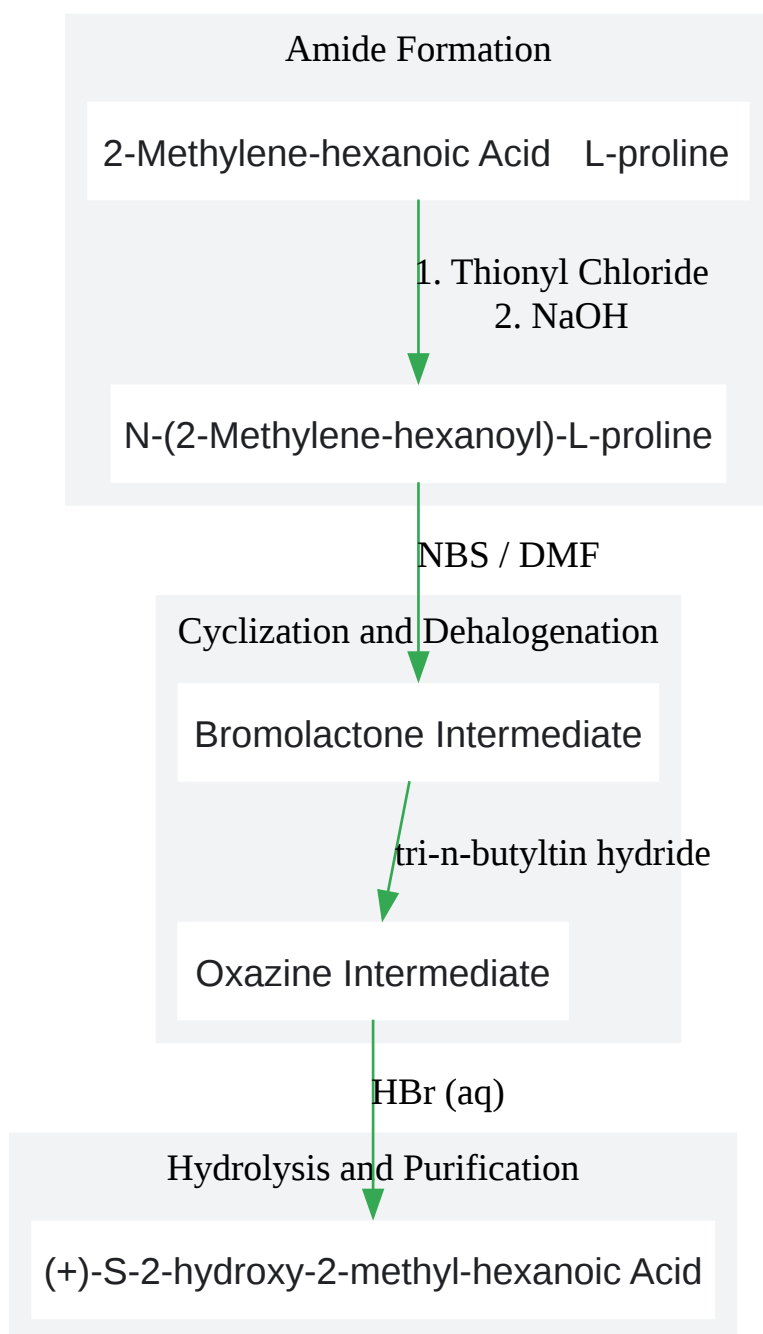 Amide Formation
2-Methylene-hexanoic Acid L-proline
1. Thionyl Chloride
2. NaOH
N-(2-Methylene-hexanoyl)-L-proline
NBS / DMF
Cyclization and Dehalogenation
Bromolactone Intermediate
tri-n-butyltin hydride
Oxazine Intermediate
HBr (aq)
Hydrolysis and Purification
(+)-S-2-hydroxy-2-methyl-hexanoic Acid